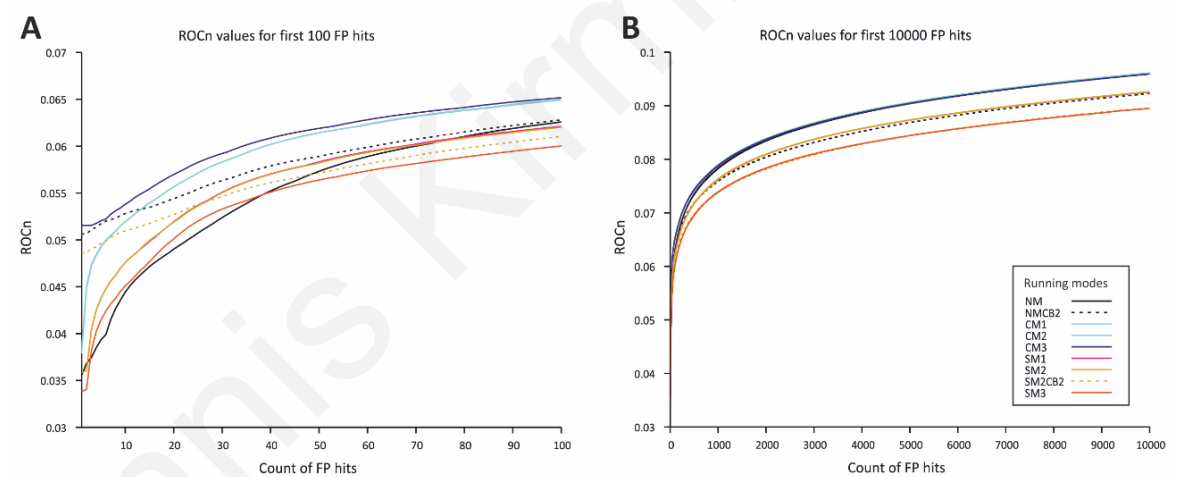 A
ROCn values for first 100 FP hits
0.07
0.065
0.06
0.055
0.05
0.045
0.04
0.035
0.03
ROCn
10 20 30 40 50 60 70 80 90 100
Count of FP hits
B
ROCn values for first 10000 FP hits
0.1
0.09
0.08
0.07
0.06
0.05
0.04
0.03
ROCn
0 1000 2000 3000 4000 5000 6000 7000 8000 9000 10000
Count of FP hits
Running modes
NM
NMCB2
CM1
CM2
CM3
SM1
SM2
SM2CB2
SM3
anis Kirm